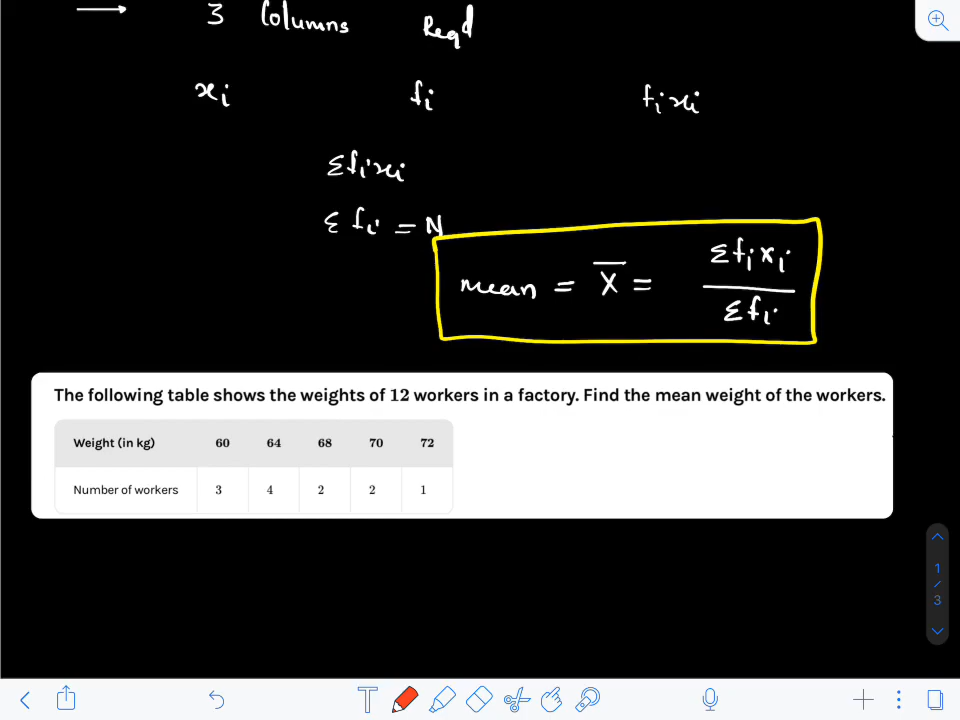 → 3 Columns Reqd
xi fi fixi
Σfixi
Σfi = N
mean = X̄ = Σfixi / Σfi
The following table shows the weights of 12 workers in a factory. Find the mean weight of the workers.
Weight (in kg) 60 64 68 70 72
Number of workers 3 4 2 2 1
1
/
3
T